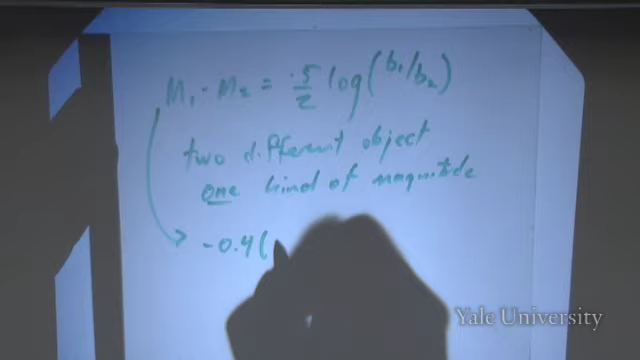 M₁ - M₂ = -5/2 log(b₁/b₂)
two different object
one kind of magnitude
-0.4(
Yale University